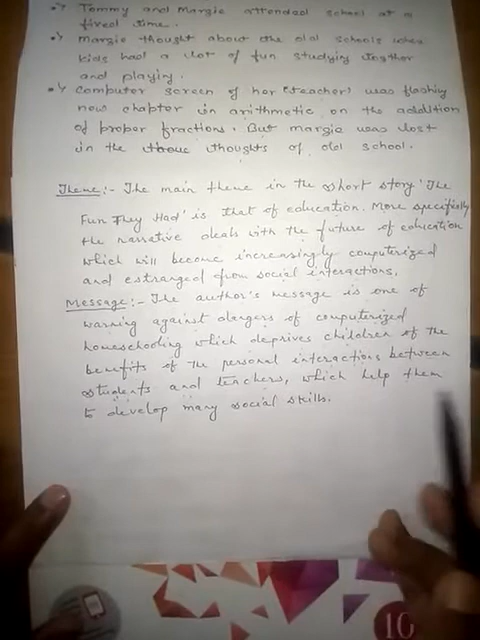 • Tommy and Margie attended school at a
fixed time.
• Margie thought about the old schools when
kids had a lot of fun studying together
and playing.
• Computer screen of her (teacher) was flashing
new chapter in arithmetic on the addition
of proper fractions. But margie was lost
in the thoughts of old school.
Theme:- The main theme in the short story 'The
Fun They Had' is that of education. More specifically
the narrative deals with the future of education
which will become increasingly computerized
and estranged from social interactions.
Message:- The author's message is one of
warning against dangers of computerized
homeschooling which deprives children of the
benefits of the personal interactions between
students and teachers, which help them
to develop many social skills.
10